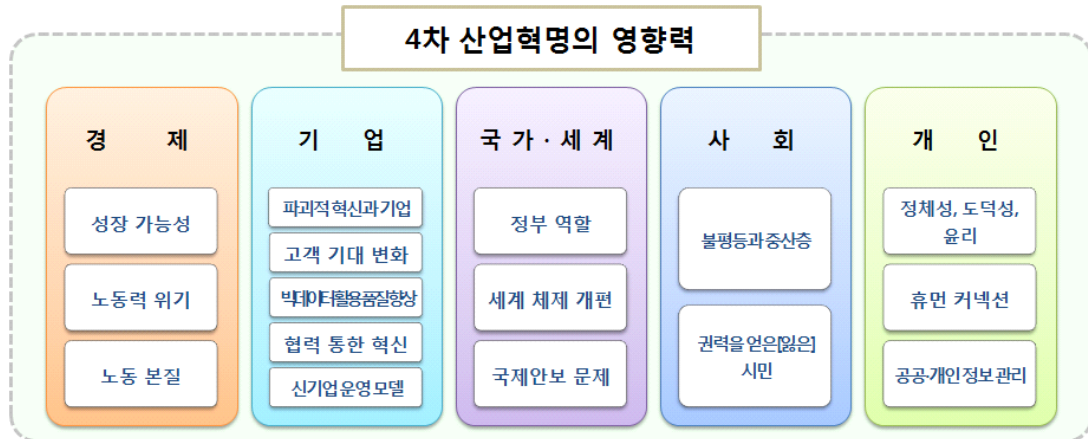 4차 산업혁명의 영향력
경 제
성장 가능성
노동력 위기
노동 본질
기 업
파괴적 혁신과 기업
고객 기대 변화
빅데이터활용품질향상
협력 통한 혁신
신기업 운영 모델
국 가 · 세 계
정부 역할
세계 체제 개편
국제안보 문제
사 회
불평등과 중산층
권력을 얻은[잃은]
시민
개 인
정체성, 도덕성,
윤리
휴먼 커넥션
공공·개인 정보 관리